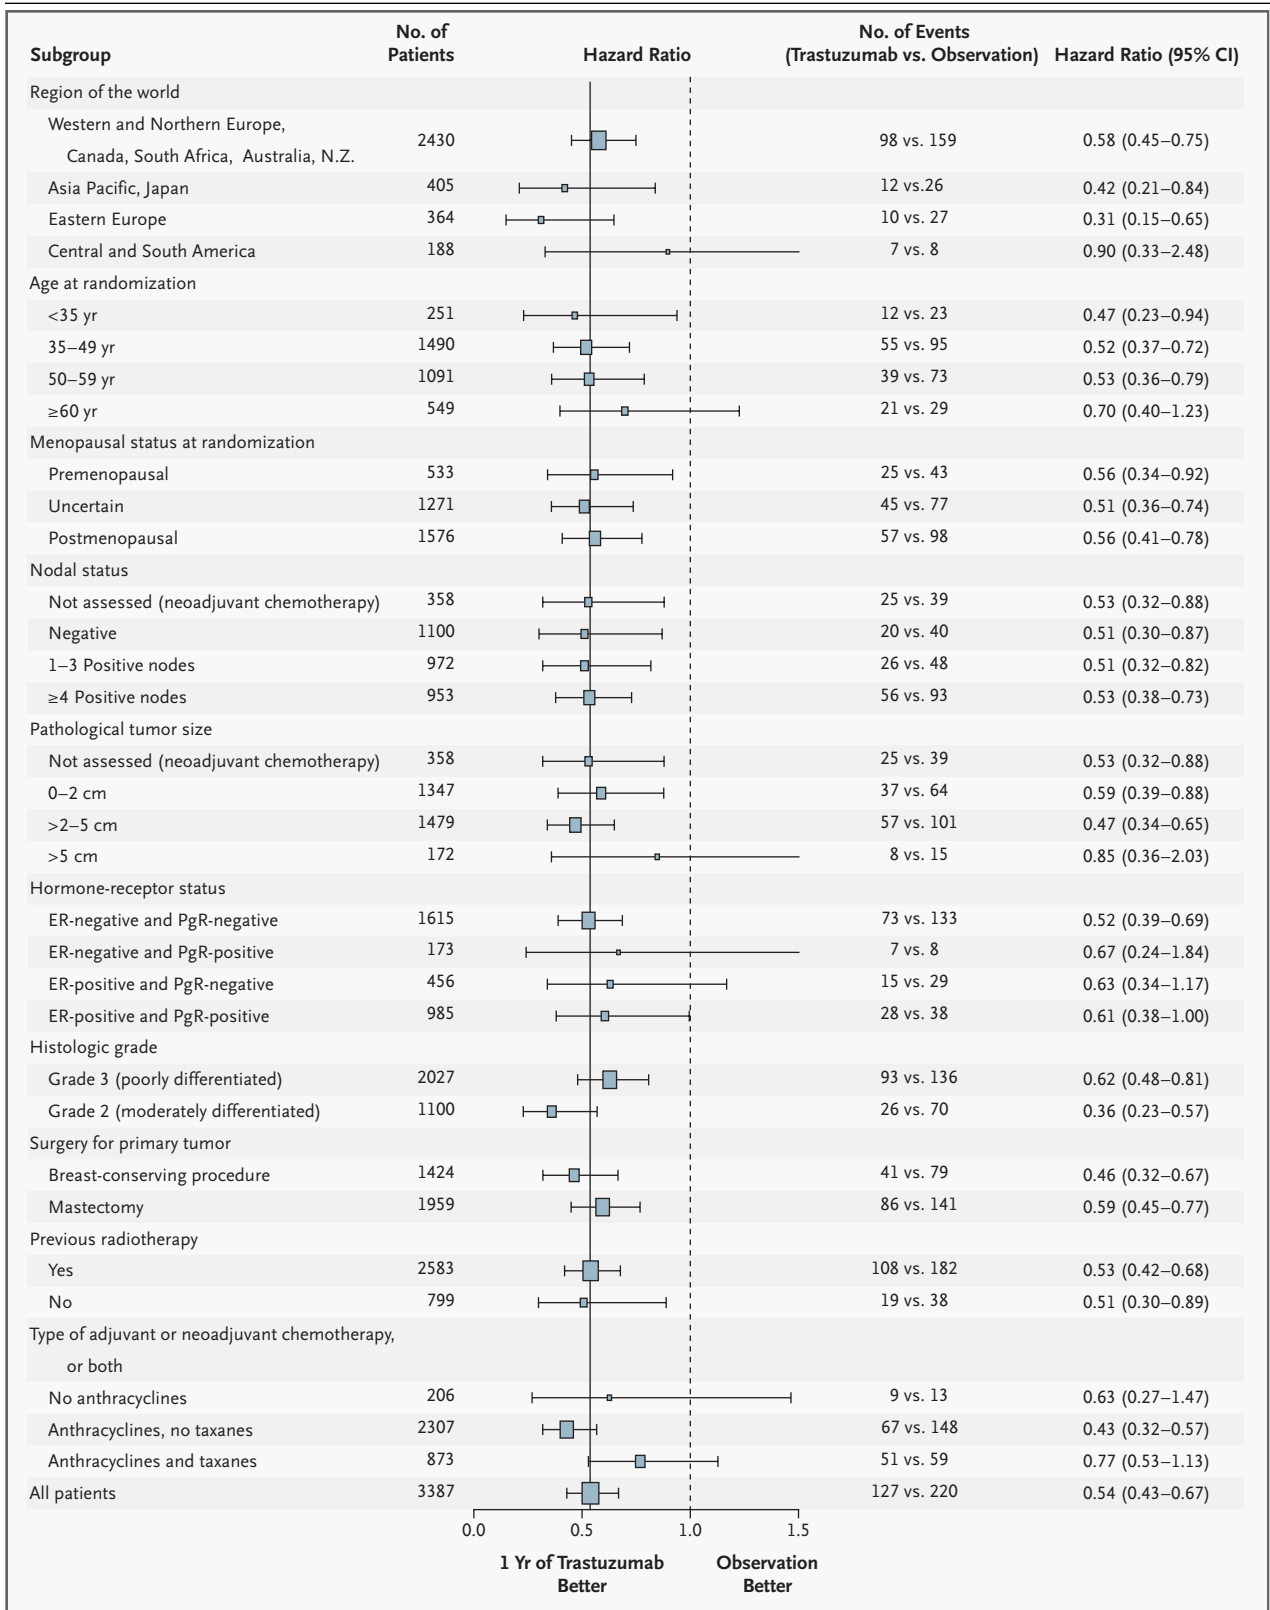 Subgroup No. of Patients Hazard Ratio No. of Events (Trastuzumab vs. Observation) Hazard Ratio (95% CI)
Region of the world
Western and Northern Europe,
Canada, South Africa, Australia, N.Z. 2430 98 vs. 159 0.58 (0.45–0.75)
Asia Pacific, Japan 405 12 vs.26 0.42 (0.21–0.84)
Eastern Europe 364 10 vs. 27 0.31 (0.15–0.65)
Central and South America 188 7 vs. 8 0.90 (0.33–2.48)
Age at randomization
<35 yr 251 12 vs. 23 0.47 (0.23–0.94)
35–49 yr 1490 55 vs. 95 0.52 (0.37–0.72)
50–59 yr 1091 39 vs. 73 0.53 (0.36–0.79)
≥60 yr 549 21 vs. 29 0.70 (0.40–1.23)
Menopausal status at randomization
Premenopausal 533 25 vs. 43 0.56 (0.34–0.92)
Uncertain 1271 45 vs. 77 0.51 (0.36–0.74)
Postmenopausal 1576 57 vs. 98 0.56 (0.41–0.78)
Nodal status
Not assessed (neoadjuvant chemotherapy) 358 25 vs. 39 0.53 (0.32–0.88)
Negative 1100 20 vs. 40 0.51 (0.30–0.87)
1–3 Positive nodes 972 26 vs. 48 0.51 (0.32–0.82)
≥4 Positive nodes 953 56 vs. 93 0.53 (0.38–0.73)
Pathological tumor size
Not assessed (neoadjuvant chemotherapy) 358 25 vs. 39 0.53 (0.32–0.88)
0–2 cm 1347 37 vs. 64 0.59 (0.39–0.88)
>2–5 cm 1479 57 vs. 101 0.47 (0.34–0.65)
>5 cm 172 8 vs. 15 0.85 (0.36–2.03)
Hormone-receptor status
ER-negative and PgR-negative 1615 73 vs. 133 0.52 (0.39–0.69)
ER-negative and PgR-positive 173 7 vs. 8 0.67 (0.24–1.84)
ER-positive and PgR-negative 456 15 vs. 29 0.63 (0.34–1.17)
ER-positive and PgR-positive 985 28 vs. 38 0.61 (0.38–1.00)
Histologic grade
Grade 3 (poorly differentiated) 2027 93 vs. 136 0.62 (0.48–0.81)
Grade 2 (moderately differentiated) 1100 26 vs. 70 0.36 (0.23–0.57)
Surgery for primary tumor
Breast-conserving procedure 1424 41 vs. 79 0.46 (0.32–0.67)
Mastectomy 1959 86 vs. 141 0.59 (0.45–0.77)
Previous radiotherapy
Yes 2583 108 vs. 182 0.53 (0.42–0.68)
No 799 19 vs. 38 0.51 (0.30–0.89)
Type of adjuvant or neoadjuvant chemotherapy,
or both
No anthracyclines 206 9 vs. 13 0.63 (0.27–1.47)
Anthracyclines, no taxanes 2307 67 vs. 148 0.43 (0.32–0.57)
Anthracyclines and taxanes 873 51 vs. 59 0.77 (0.53–1.13)
All patients 3387 127 vs. 220 0.54 (0.43–0.67)
0.0 0.5 1.0 1.5
1 Yr of Trastuzumab Better Observation Better